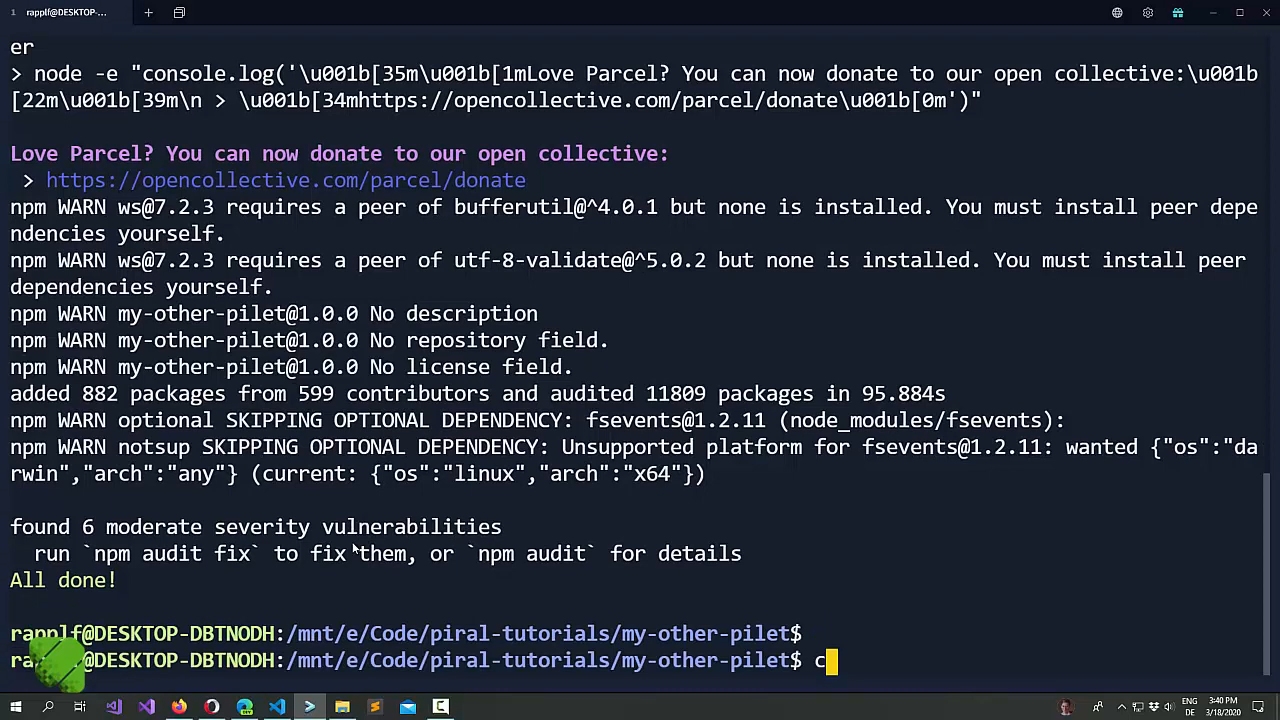 1 rapplf@DESKTOP-...
er
> node -e "console.log('\u001b[35m\u001b[1mLove Parcel? You can now donate to our open collective:\u001b
[22m\u001b[39m\n > \u001b[34mhttps://opencollective.com/parcel/donate\u001b[0m')"
Love Parcel? You can now donate to our open collective:
> https://opencollective.com/parcel/donate
npm WARN ws@7.2.3 requires a peer of bufferutil@^4.0.1 but none is installed. You must install peer depe
ndencies yourself.
npm WARN ws@7.2.3 requires a peer of utf-8-validate@^5.0.2 but none is installed. You must install peer
dependencies yourself.
npm WARN my-other-pilet@1.0.0 No description
npm WARN my-other-pilet@1.0.0 No repository field.
npm WARN my-other-pilet@1.0.0 No license field.
added 882 packages from 599 contributors and audited 11809 packages in 95.884s
npm WARN optional SKIPPING OPTIONAL DEPENDENCY: fsevents@1.2.11 (node_modules/fsevents):
npm WARN notsup SKIPPING OPTIONAL DEPENDENCY: Unsupported platform for fsevents@1.2.11: wanted {"os":"da
rwin","arch":"any"} (current: {"os":"linux","arch":"x64"})
found 6 moderate severity vulnerabilities
run `npm audit fix` to fix them, or `npm audit` for details
All done!
rapplf@DESKTOP-DBTNODH:/mnt/e/Code/piral-tutorials/my-other-pilet$
rapplf@DESKTOP-DBTNODH:/mnt/e/Code/piral-tutorials/my-other-pilet$ c
ENG 3:40 PM
DE 3/18/2020